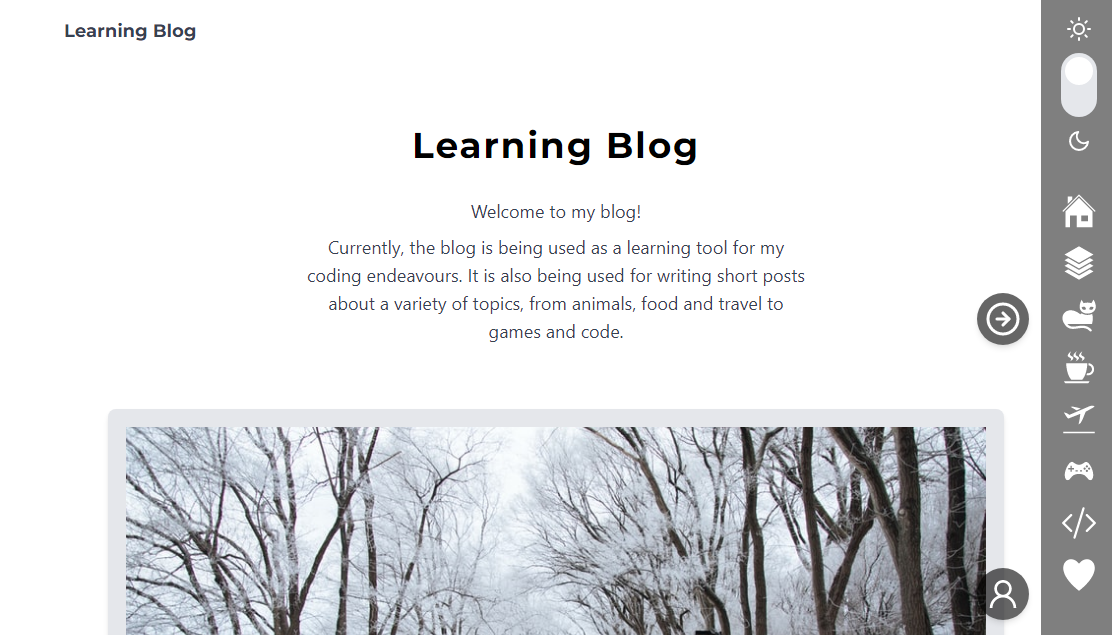 Learning Blog
Learning Blog
Welcome to my blog!
Currently, the blog is being used as a learning tool for my
coding endeavours. It is also being used for writing short posts
about a variety of topics, from animals, food and travel to
games and code.